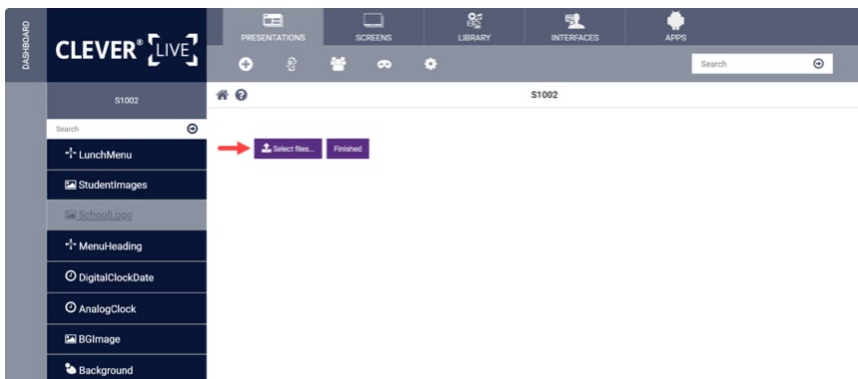 DASHBOARD
CLEVER® [LIVE]
PRESENTATIONS
SCREENS
LIBRARY
INTERFACES
APPS
Search
S1002
S1002
Search
LunchMenu
StudentImages
SchoolLogo
MenuHeading
DigitalClockDate
AnalogClock
BGImage
Background
Select files...
Finished